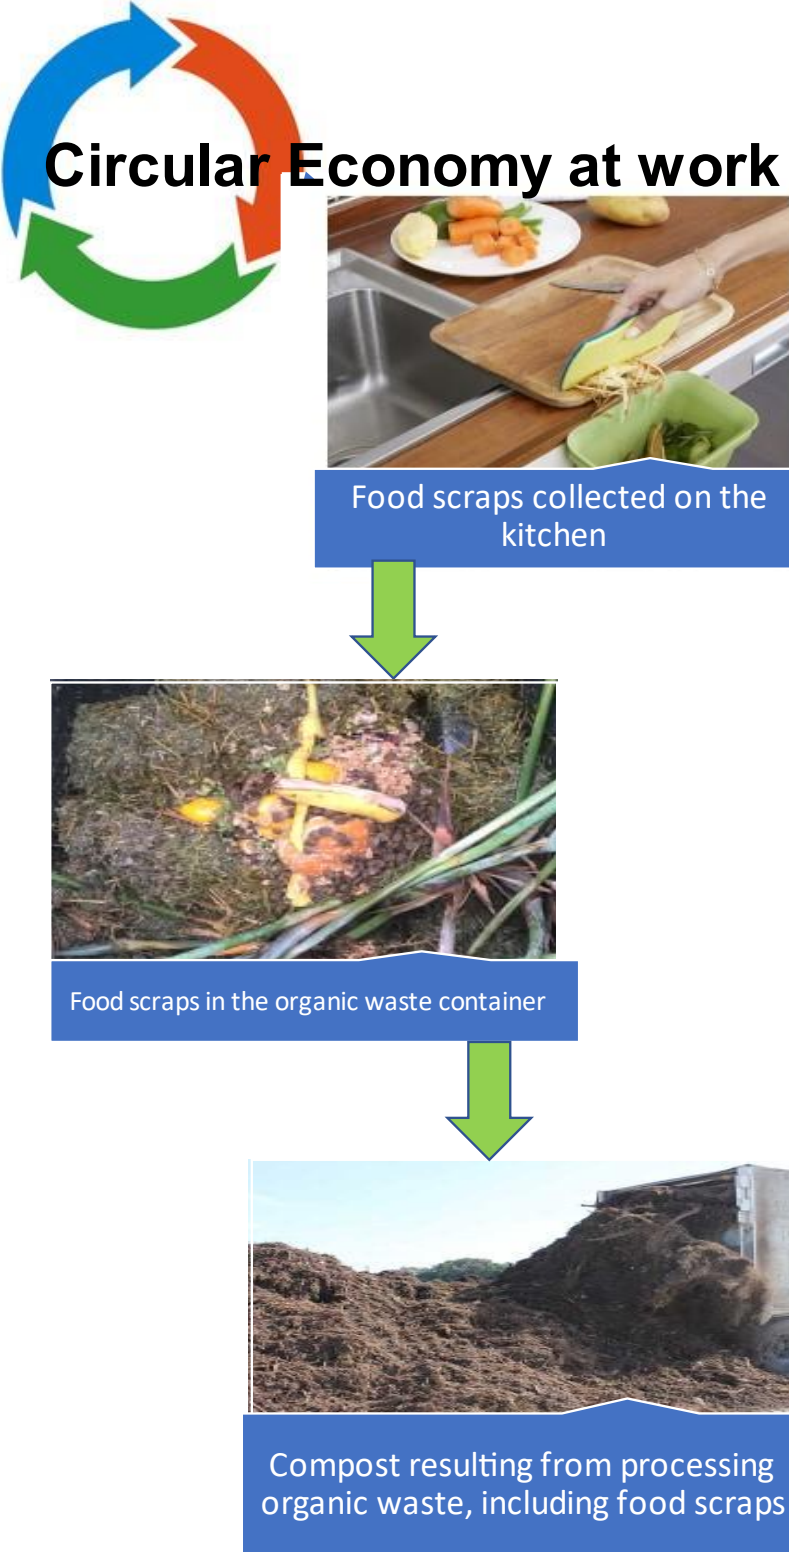 Circular Economy at work
Food scraps collected on the
kitchen
Food scraps in the organic waste container
Compost resulting from processing
organic waste, including food scraps